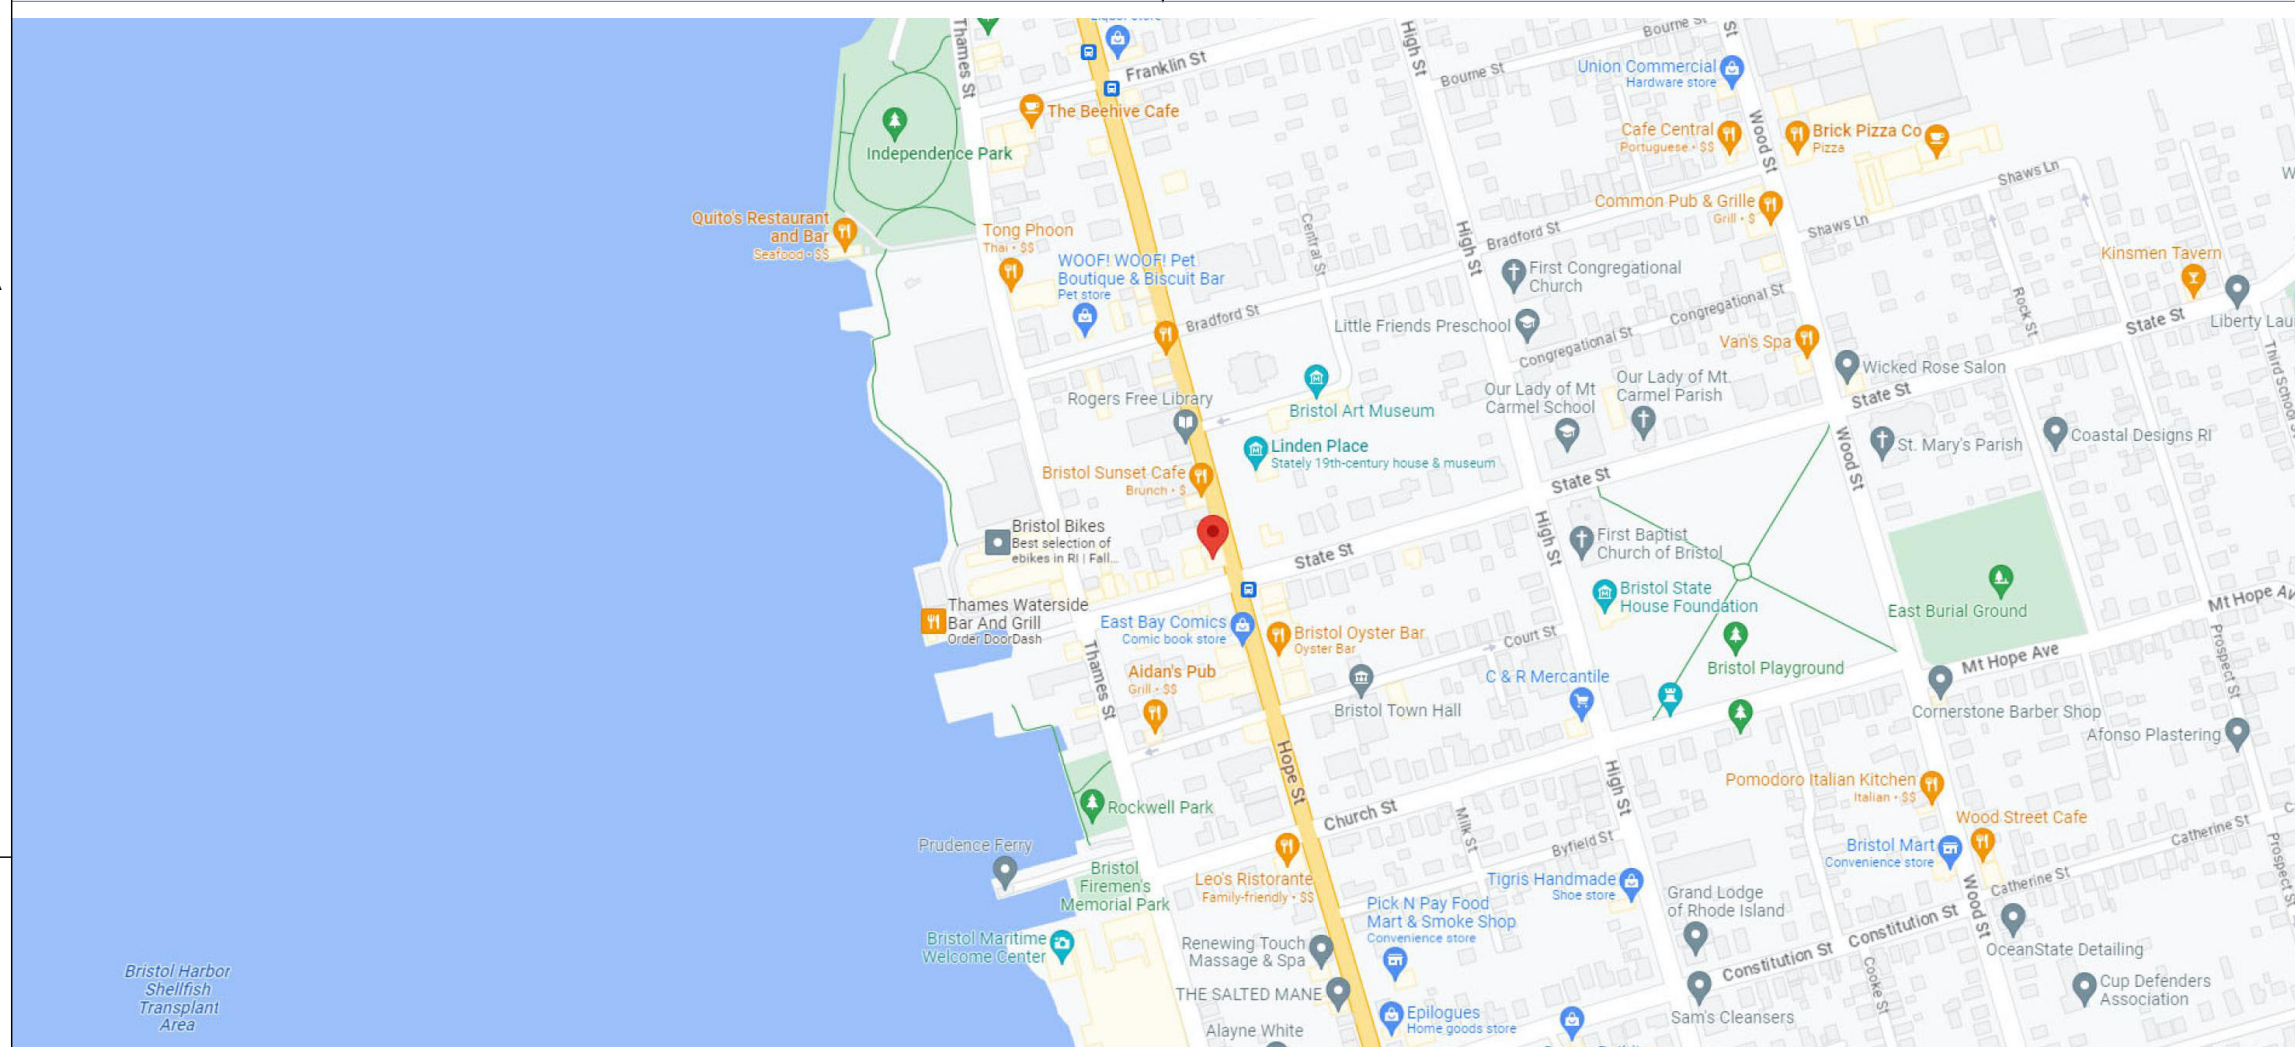 Thames St
Franklin St
High St
Bourne St
Bourne St
St
Union Commercial
Hardware store
The Beehive Cafe
Independence Park
Cafe Central
Portuguese • $$
Wood St
Brick Pizza Co
Pizza
Shaws Ln
Common Pub & Grille
Grill • $
Shaws Ln
Quito's Restaurant
and Bar
Seafood • $$
Tong Phoon
Thai • $$
Central St
High St
Bradford St
WOOF! WOOF! Pet
Boutique & Biscuit Bar
Pet store
First Congregational
Church
Kinsmen Tavern
Congregational St
Rock St
State St
Liberty Lau
Bradford St
Little Friends Preschool
Congregational St
Van's Spa
Wicked Rose Salon
Third School St
Rogers Free Library
Bristol Art Museum
Our Lady of Mt
Carmel School
Our Lady of Mt.
Carmel Parish
State St
Linden Place
Stately 19th-century house & museum
Wood St
St. Mary's Parish
Coastal Designs RI
Bristol Sunset Cafe
Brunch • $
State St
Bristol Bikes
Best selection of
ebikes in RI | Fall...
State St
High St
First Baptist
Church of Bristol
Bristol State
House Foundation
East Burial Ground
Mt Hope Av
Thames Waterside
Bar And Grill
Order DoorDash
East Bay Comics
Comic book store
Bristol Oyster Bar
Oyster Bar
Court St
Thames St
Aidan's Pub
Grill • $$
C & R Mercantile
Bristol Playground
Mt Hope Ave
Prospect St
Bristol Town Hall
Cornerstone Barber Shop
Afonso Plastering
Hope St
High St
Rockwell Park
Church St
Milk St
Byfield St
Pomodoro Italian Kitchen
Italian • $$
Wood Street Cafe
Catherine St
Prudence Ferry
Bristol
Firemen's
Memorial Park
Leo's Ristorante
Family-friendly • $$
Tigris Handmade
Shoe store
Bristol Mart
Convenience store
Catherine St
Prospect St
Pick N Pay Food
Mart & Smoke Shop
Convenience store
Grand Lodge
of Rhode Island
Wood St
Constitution St
Bristol Maritime
Welcome Center
Renewing Touch
Massage & Spa
Constitution St
OceanState Detailing
Bristol Harbor
Shellfish
Transplant
Area
THE SALTED MANE
Cooke St
Cup Defenders
Association
Epilogues
Home goods store
Sam's Cleansers
Alayne White